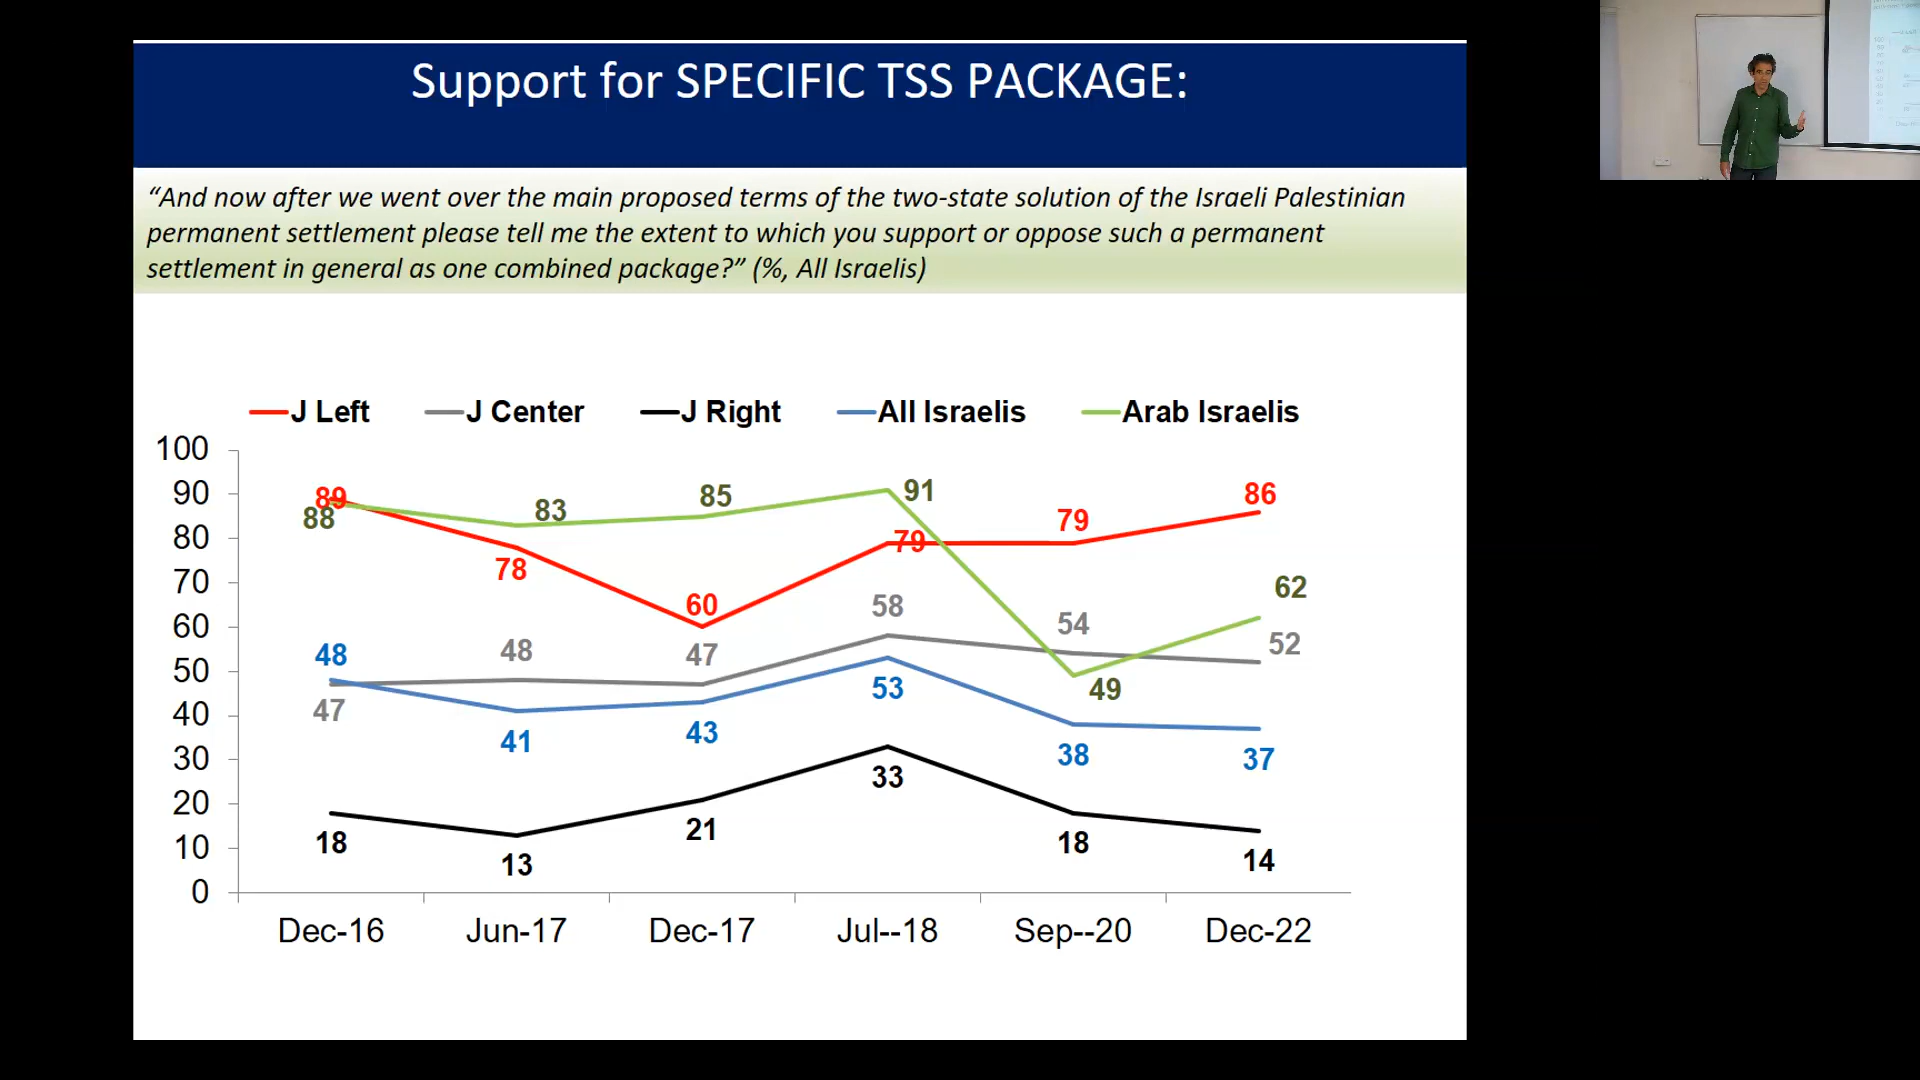 Support for SPECIFIC TSS PACKAGE:
“And now after we went over the main proposed terms of the two-state solution of the Israeli Palestinian
permanent settlement please tell me the extent to which you support or oppose such a permanent
settlement in general as one combined package?” (%, All Israelis)
J Left J Center J Right All Israelis Arab Israelis
100
90
80
70
60
50
40
30
20
10
0
89 78 60 79 79 86
88 83 85 91 49 62
47 48 47 58 54 52
48 41 43 53 38 37
18 13 21 33 18 14
Dec-16 Jun-17 Dec-17 Jul--18 Sep--20 Dec-22